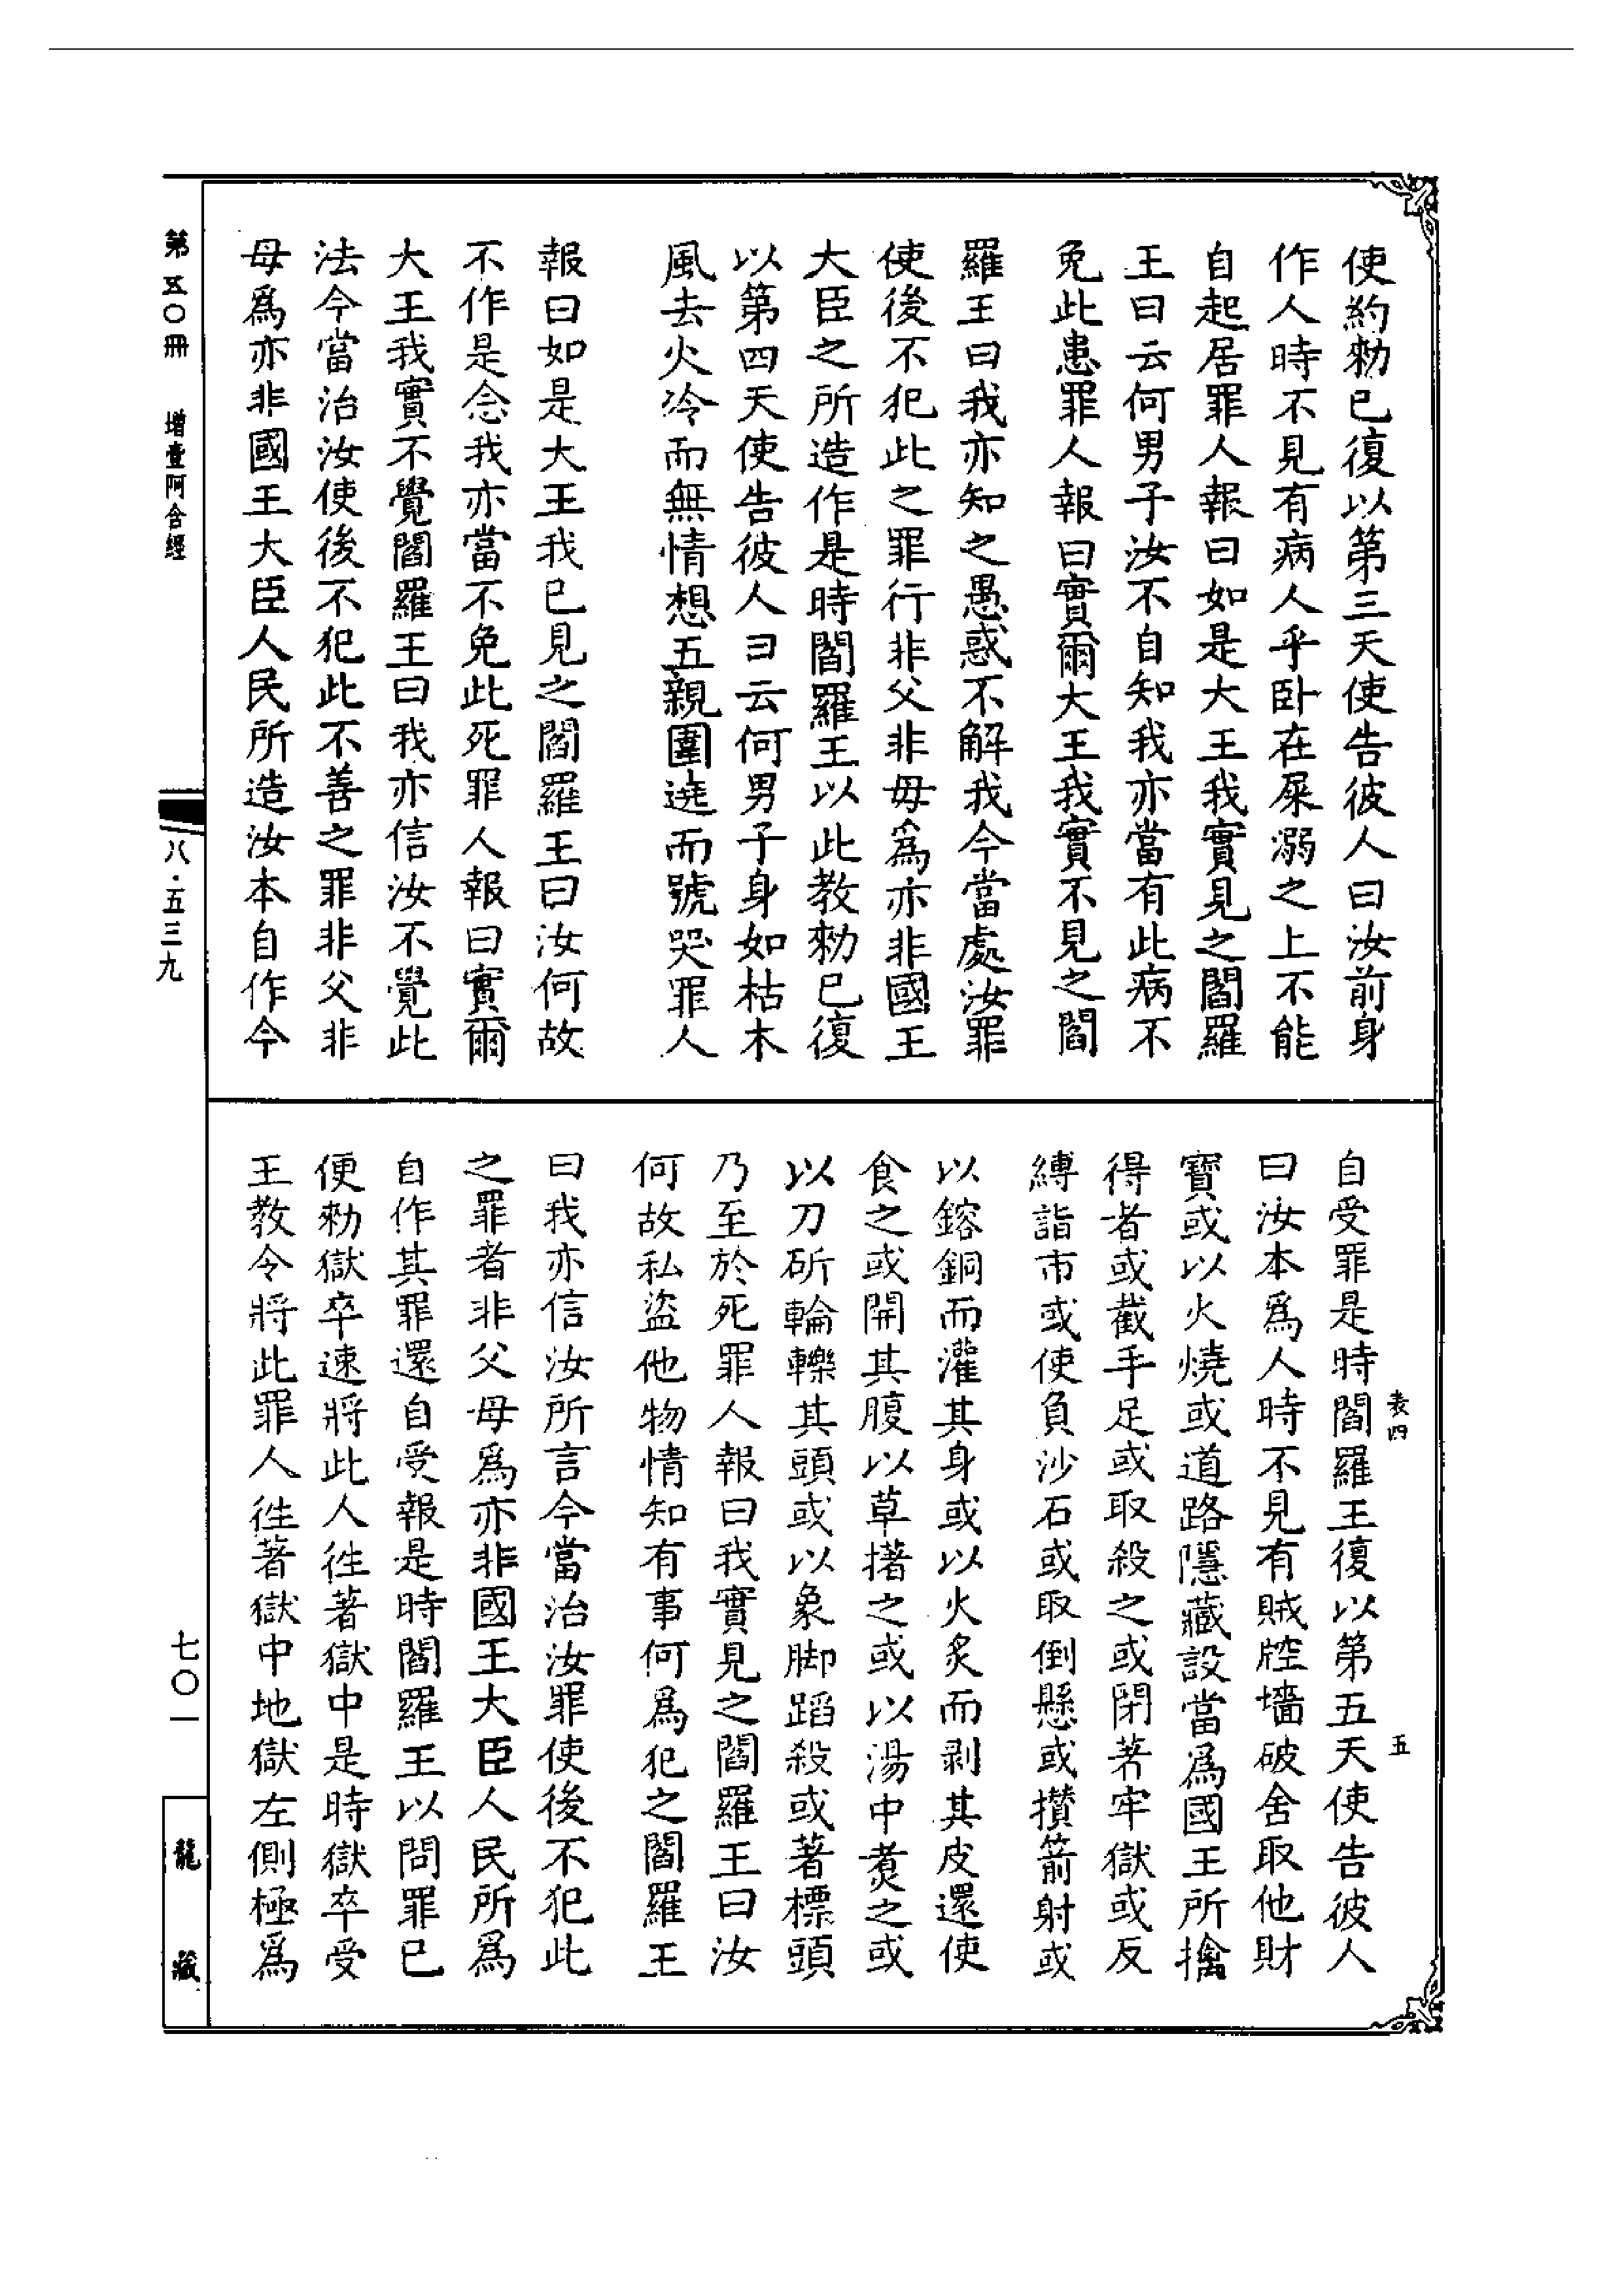 使約勑已復以第三天使告彼人曰汝前身
作人時不見有病人乎卧在屎溺之上不能
自起居罪人報曰如是大王我實見之閻羅
王曰云何男子汝不自知我亦當有此病不
免此患罪人報曰實爾大王我實不見之閻
羅王曰我亦知之愚惑不解我今當處汝罪
使後不犯此之罪行非父非母為亦非國王
大臣之所造作是時閻羅王以此教勑已復
以第四天使告彼人曰云何男子身如枯木
風去火冷而無情想五親圍遶而號哭罪人
報曰如是大王我已見之閻羅王曰汝何故
不作是念我亦當不免此死罪人報曰實爾
大王我實不覺閻羅王曰我亦信汝不覺此
法今當治汝使後不犯此不善之罪非父非
母爲亦非國王大臣人民所造汝本自作今
自受罪是時閻羅王復以第五天使告彼人
曰汝本爲人時不見有賊㸦墻破舍取他財
寶或以火燒或道路隱藏設當爲國王所擒
得者或截手足或取殺之或閉著牢獄或反
縛詣市或使負沙石或取倒懸或攢箭射或
以鎔銅而灌其身或以火炙而剥其皮還使
食之或開其腹以草揩之或以湯中煑之或
以刀斫輪轢其頭或以象脚蹈殺或著標頭
乃至於死罪人報曰我實見之閻羅王曰汝
何故私盜他物情知有事何爲犯之閻羅王
曰我亦信汝所言今當治汝罪使後不犯此
之罪者非父母爲亦非國王大臣人民所爲
自作其罪還自受報是時閻羅王以問罪已
便勑獄卒速將此人徃著獄中是時獄卒受
王教令將此罪人徃著獄中地獄左側極爲
表四
五
第五〇冊 增壹阿含經
八·五三九
七〇一
龍藏